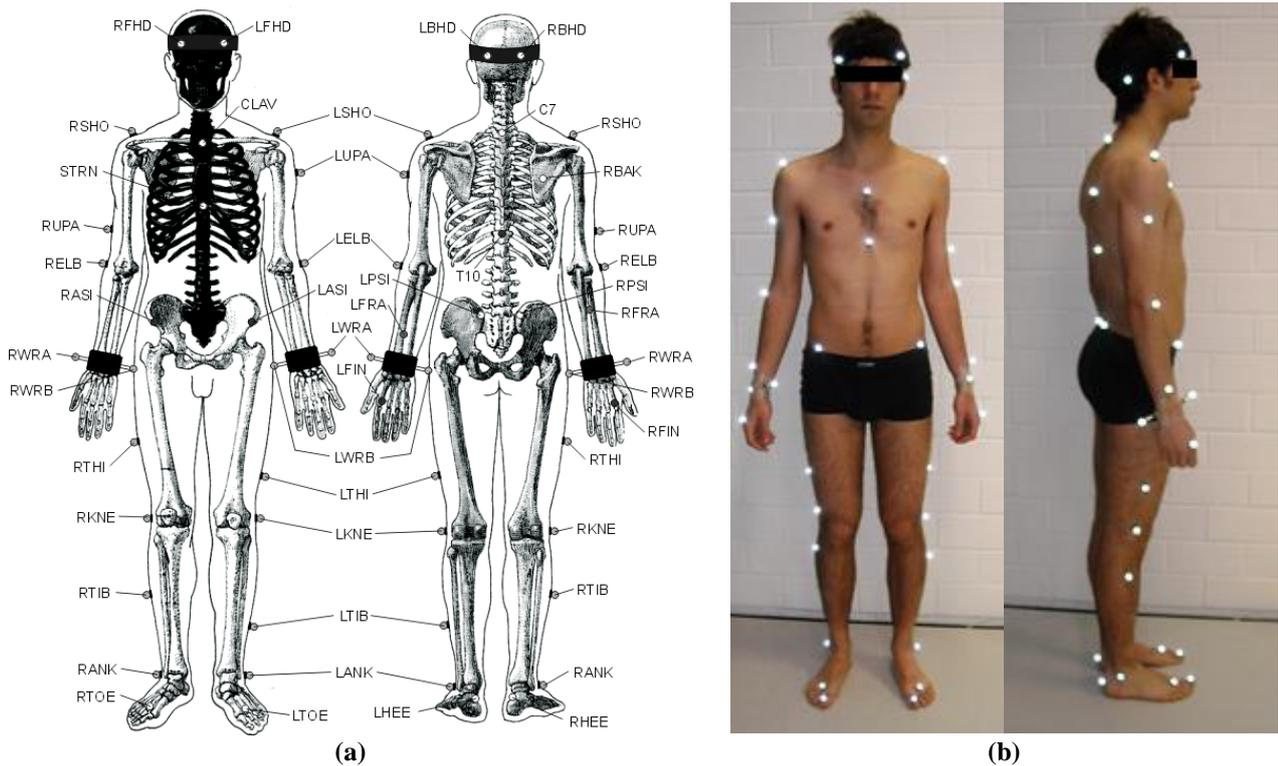 RFHD LFHD LBHD RBHD
CLAV C7
RSHO LSHO RSHO
STRN LUPA RBAK
RUPA RUPA
RELB LELB RELB
RASI LASI LPSI T10 RPSI
LFRA RFRA
RWRA LWRA RWRA
RWRB LFIN RWRB
RFIN
RTHI LWRB RTHI
LTHI
RKNE LKNE RKNE
RTIB RTIB
LTIB
RANK LANK RANK
RTOE LTOE LHEE RHEE
(a) (b)